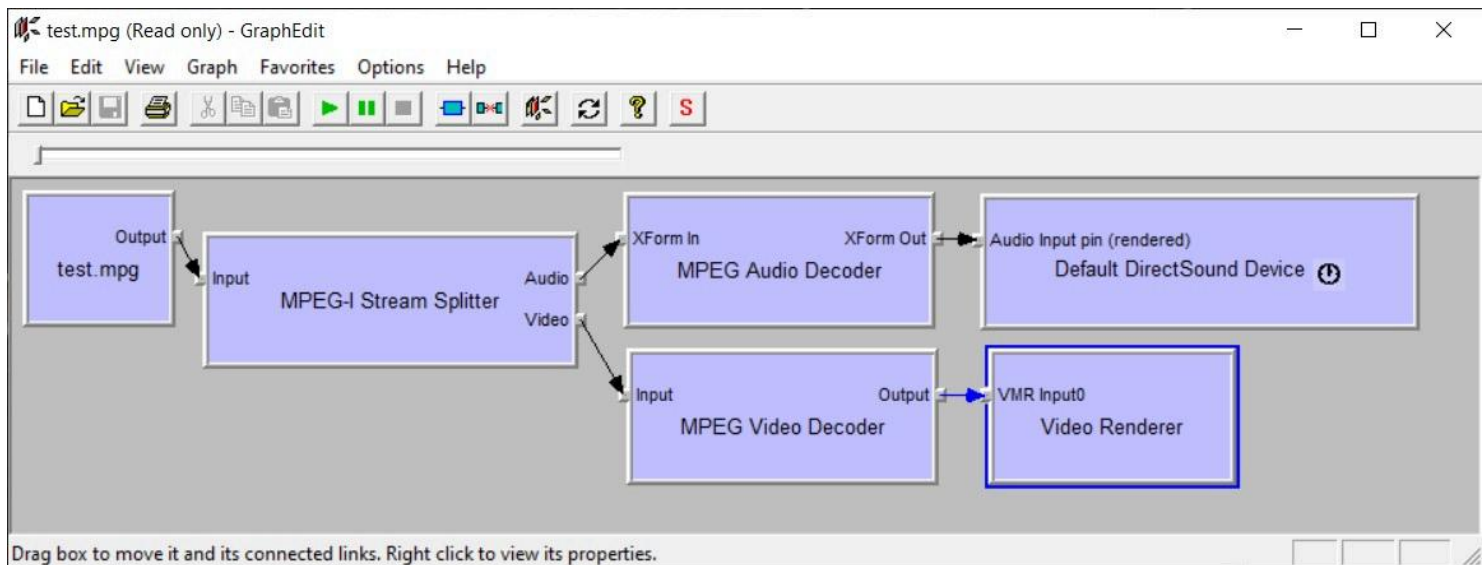 test.mpg (Read only) - GraphEdit
File Edit View Graph Favorites Options Help
S
Output
test.mpg
Input
MPEG-I Stream Splitter
Audio
Video
XForm In XForm Out
MPEG Audio Decoder
Audio Input pin (rendered)
Default DirectSound Device
Input Output
MPEG Video Decoder
VMR Input0
Video Renderer
Drag box to move it and its connected links. Right click to view its properties.